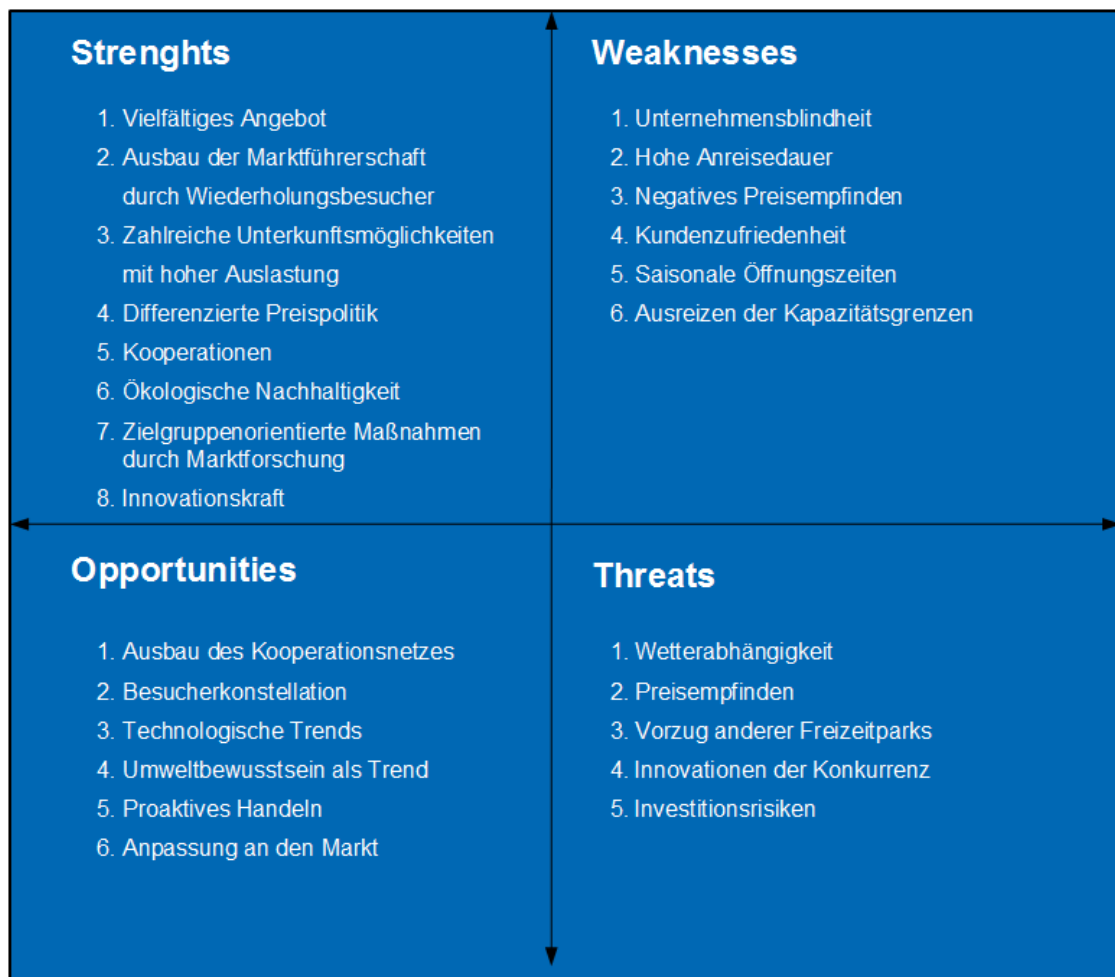 Strenghts
1. Vielfältiges Angebot
2. Ausbau der Marktführerschaft
durch Wiederholungsbesucher
3. Zahlreiche Unterkunftsmöglichkeiten
mit hoher Auslastung
4. Differenzierte Preispolitik
5. Kooperationen
6. Ökologische Nachhaltigkeit
7. Zielgruppenorientierte Maßnahmen
durch Marktforschung
8. Innovationskraft
Weaknesses
1. Unternehmensblindheit
2. Hohe Anreisedauer
3. Negatives Preisempfinden
4. Kundenzufriedenheit
5. Saisonale Öffnungszeiten
6. Ausreizen der Kapazitätsgrenzen
Opportunities
1. Ausbau des Kooperationsnetzes
2. Besucherkonstellation
3. Technologische Trends
4. Umweltbewusstsein als Trend
5. Proaktives Handeln
6. Anpassung an den Markt
Threats
1. Wetterabhängigkeit
2. Preisempfinden
3. Vorzug anderer Freizeitparks
4. Innovationen der Konkurrenz
5. Investitionsrisiken